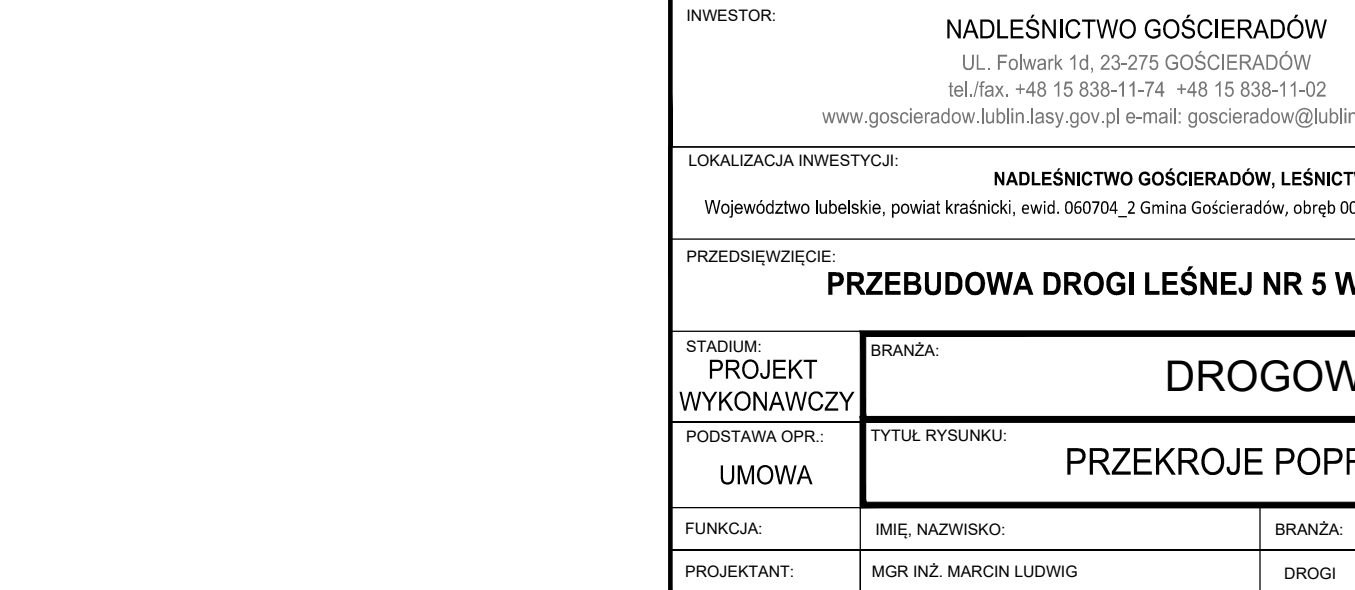 INWESTOR:
NADLEŚNICTWO GOŚCIERADÓW
UL. Folwark 1d, 23-275 GOŚCIERADÓW
tel./fax. +48 15 838-11-74 +48 15 838-11-02
www.goscieradow.lublin.lasy.gov.pl e-mail: goscieradow@lublin
LOKALIZACJA INWESTYCJI:
NADLEŚNICTWO GOŚCIERADÓW, LEŚNICT
Województwo lubelskie, powiat kraśnicki, ewid. 060704_2 Gmina Gościeradów, obręb 00
PRZEDSIĘWZIĘCIE:
PRZEBUDOWA DROGI LEŚNEJ NR 5 W
STADIUM:
PROJEKT
WYKONAWCZY
BRANŻA:
DROGOW
PODSTAWA OPR.:
UMOWA
TYTUŁ RYSUNKU:
PRZEKROJE POPR
FUNKCJA:
IMIĘ, NAZWISKO:
BRANŻA:
PROJEKTANT:
MGR INŻ. MARCIN LUDWIG
DROGI